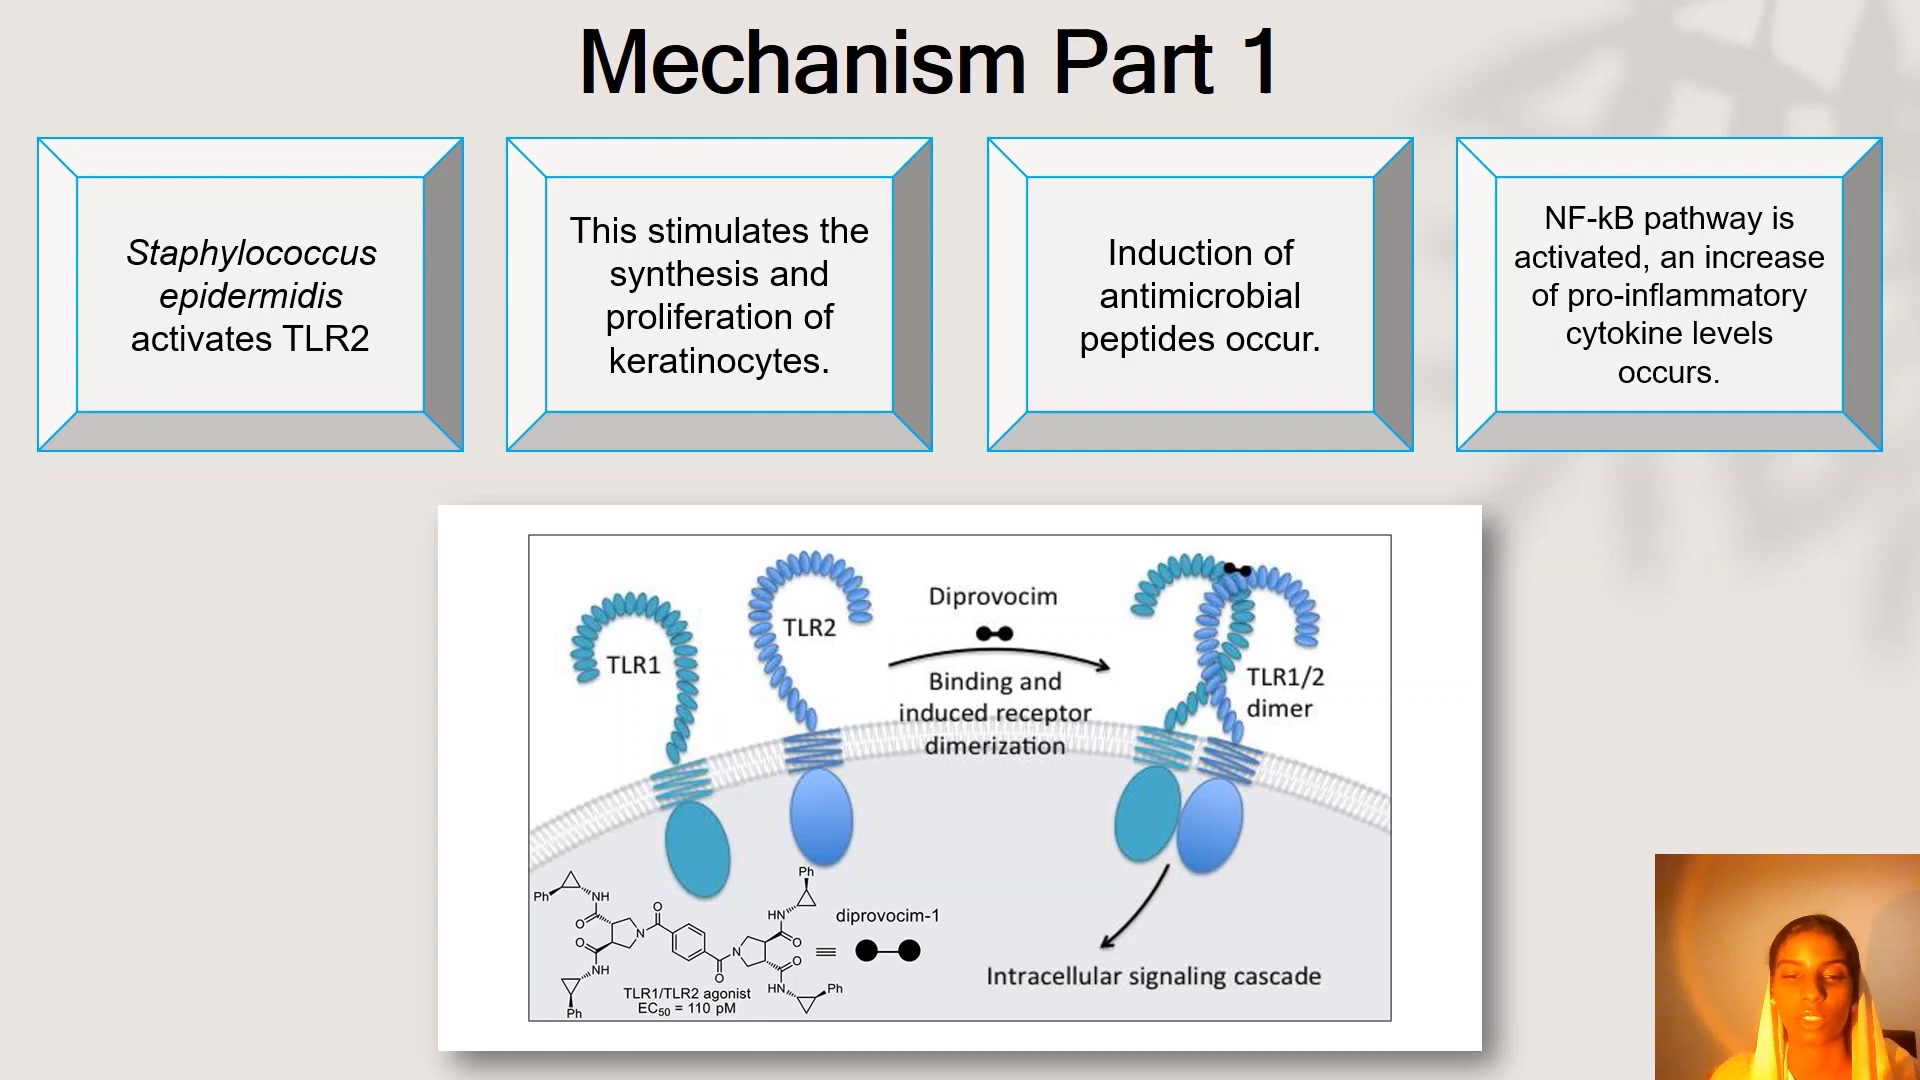 Mechanism Part 1
Staphylococcus
epidermidis
activates TLR2
This stimulates the
synthesis and
proliferation of
keratinocytes.
Induction of
antimicrobial
peptides occur.
NF-kB pathway is
activated, an increase
of pro-inflammatory
cytokine levels
occurs.
TLR1
TLR2
Diprovocim
Binding and
induced receptor
dimerization
TLR1/2
dimer
Intracellular signaling cascade
Ph
NH
O
O
NH
Ph
N
O
O
N
Ph
HN
O
O
HN
Ph
diprovocim-1
TLR1/TLR2 agonist
EC50 = 110 pM